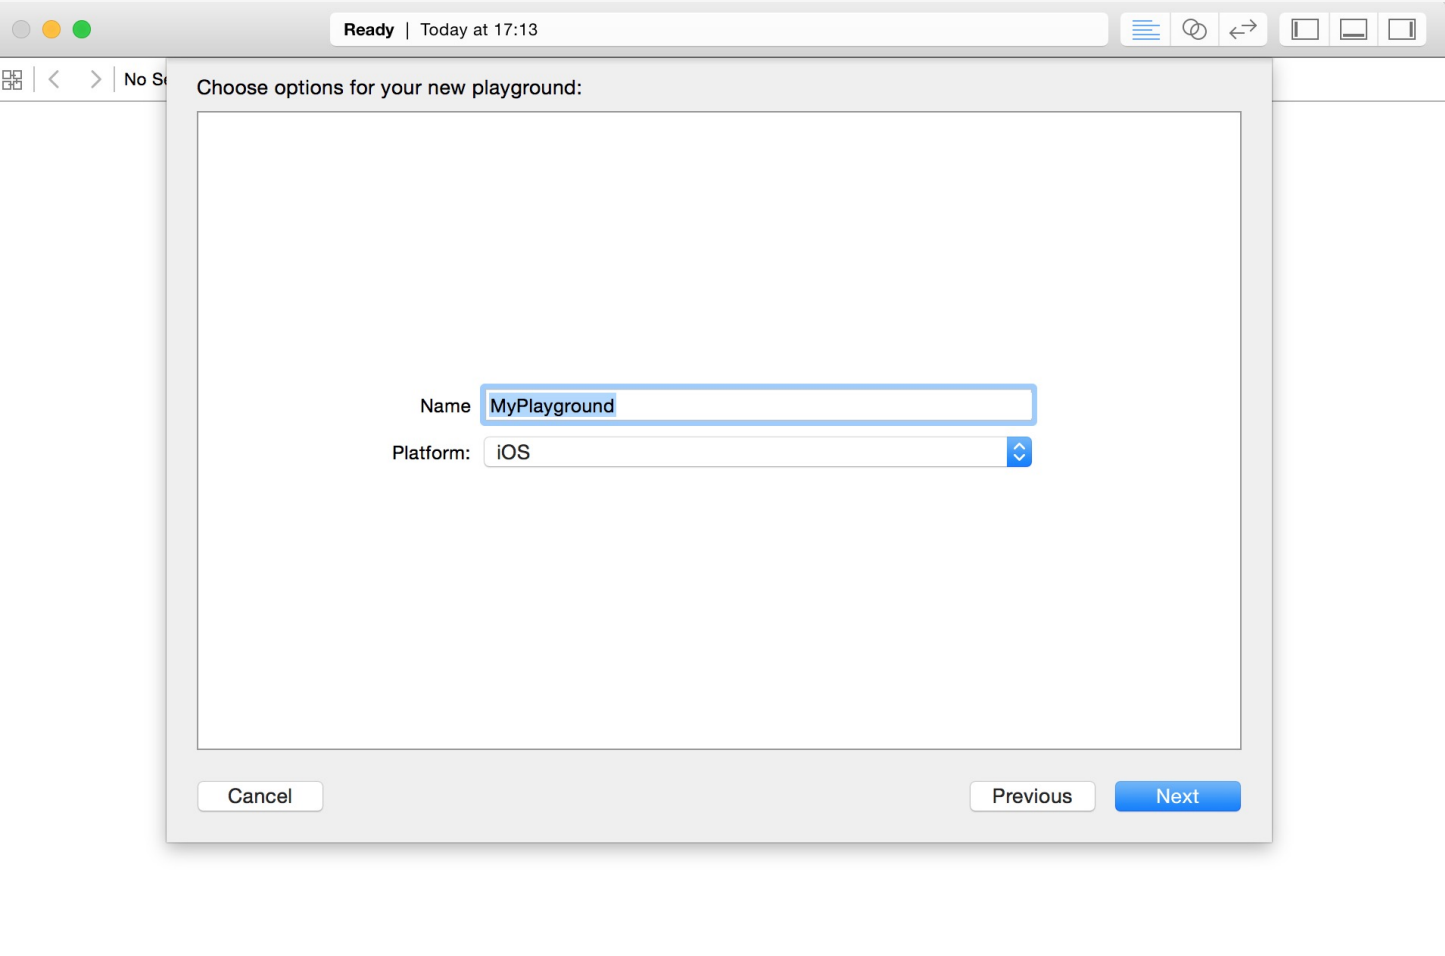 Ready | Today at 17:13
No Se
Choose options for your new playground:
Name MyPlayground
Platform: iOS
Cancel Previous Next